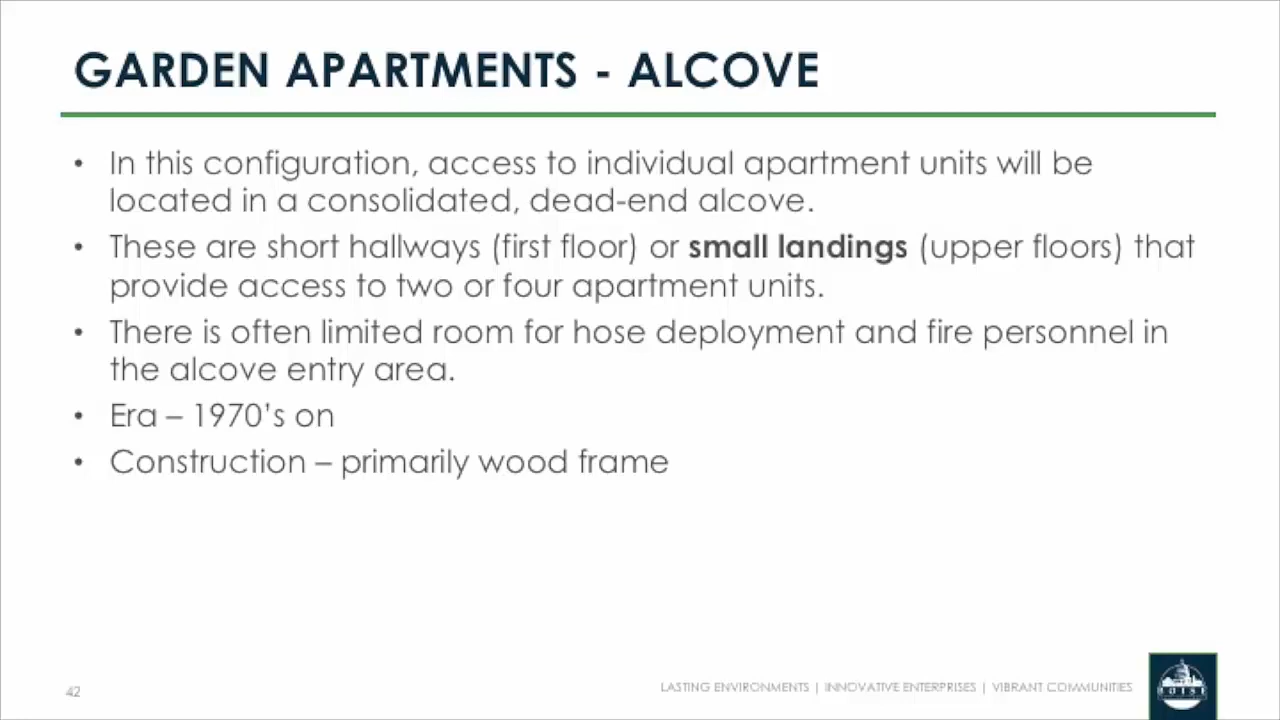 GARDEN APARTMENTS - ALCOVE
• In this configuration, access to individual apartment units will be
located in a consolidated, dead-end alcove.
• These are short hallways (first floor) or small landings (upper floors) that
provide access to two or four apartment units.
• There is often limited room for hose deployment and fire personnel in
the alcove entry area.
• Era – 1970's on
• Construction – primarily wood frame
42
LASTING ENVIRONMENTS | INNOVATIVE ENTERPRISES | VIBRANT COMMUNITIES
BOISE